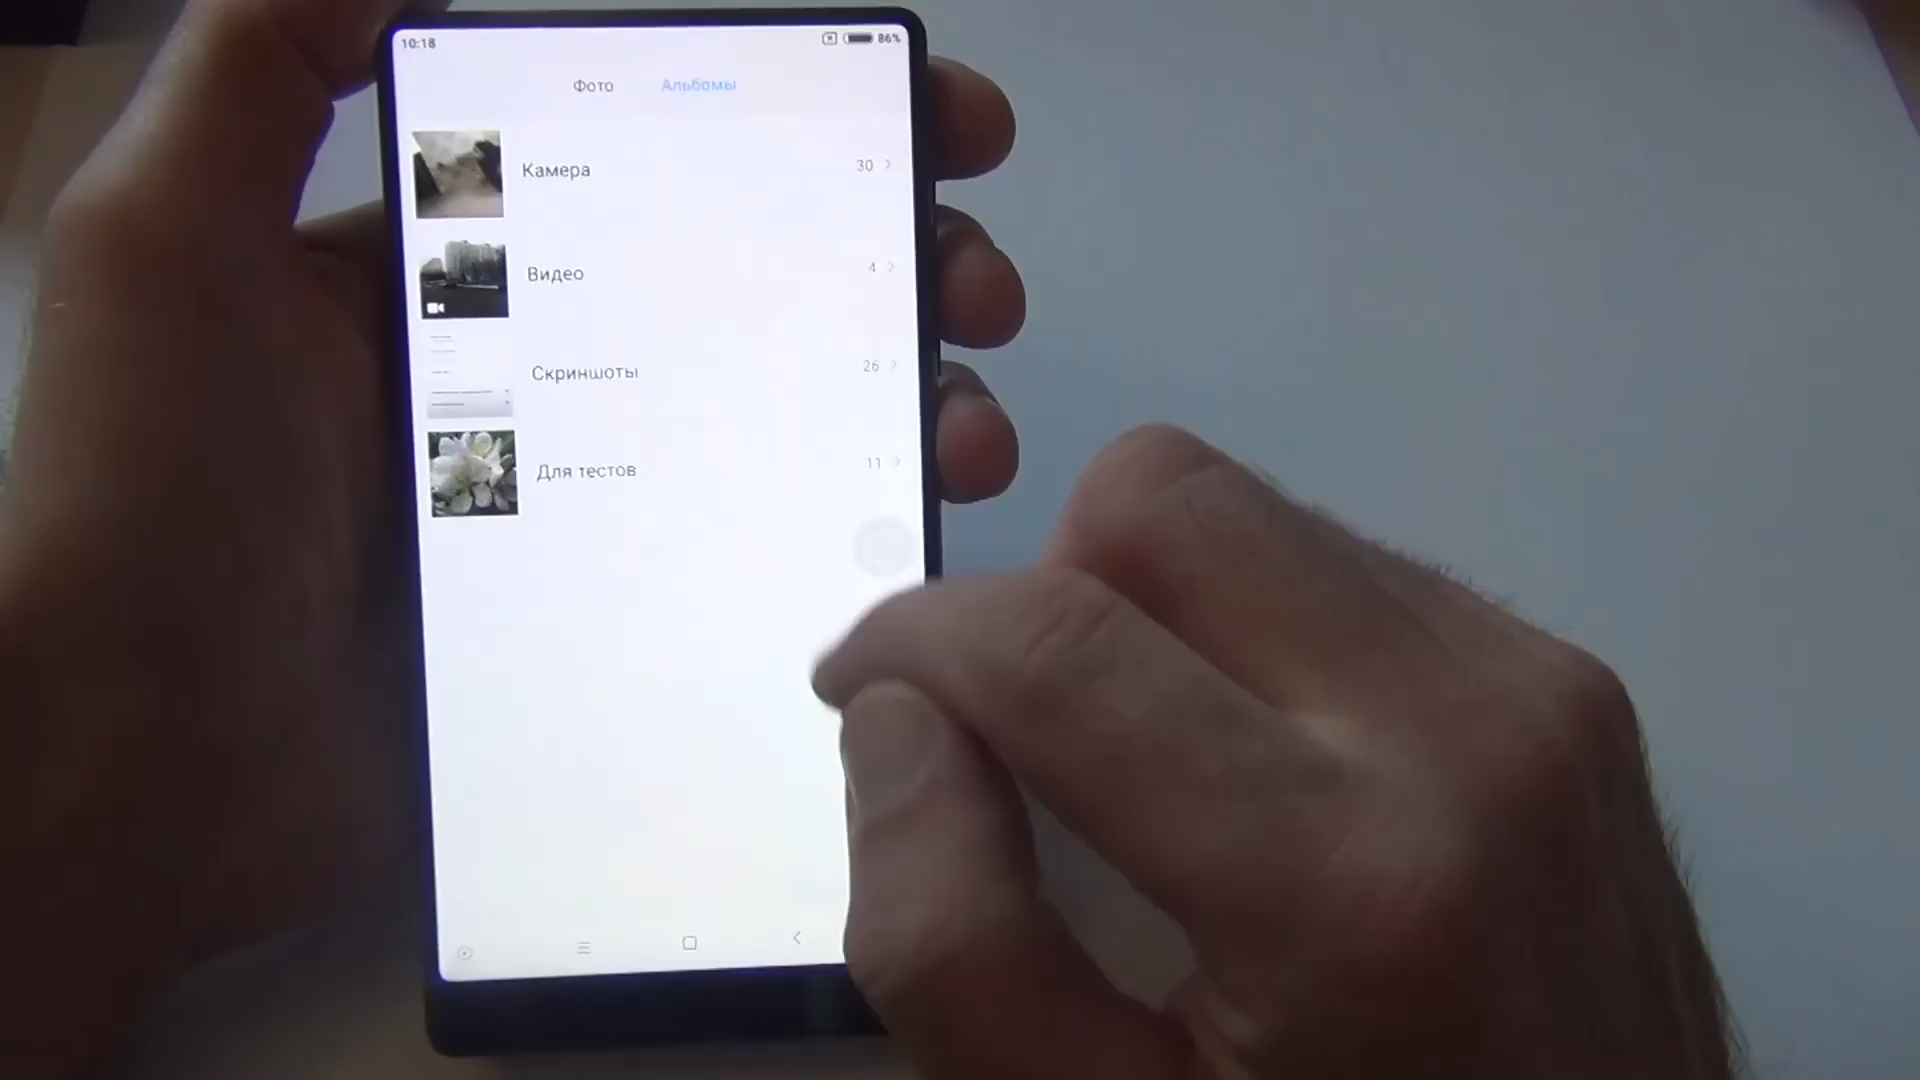 10:18 86%
Фото Альбомы
Камера 30
Видео 4
Скриншоты 26
Для тестов 11